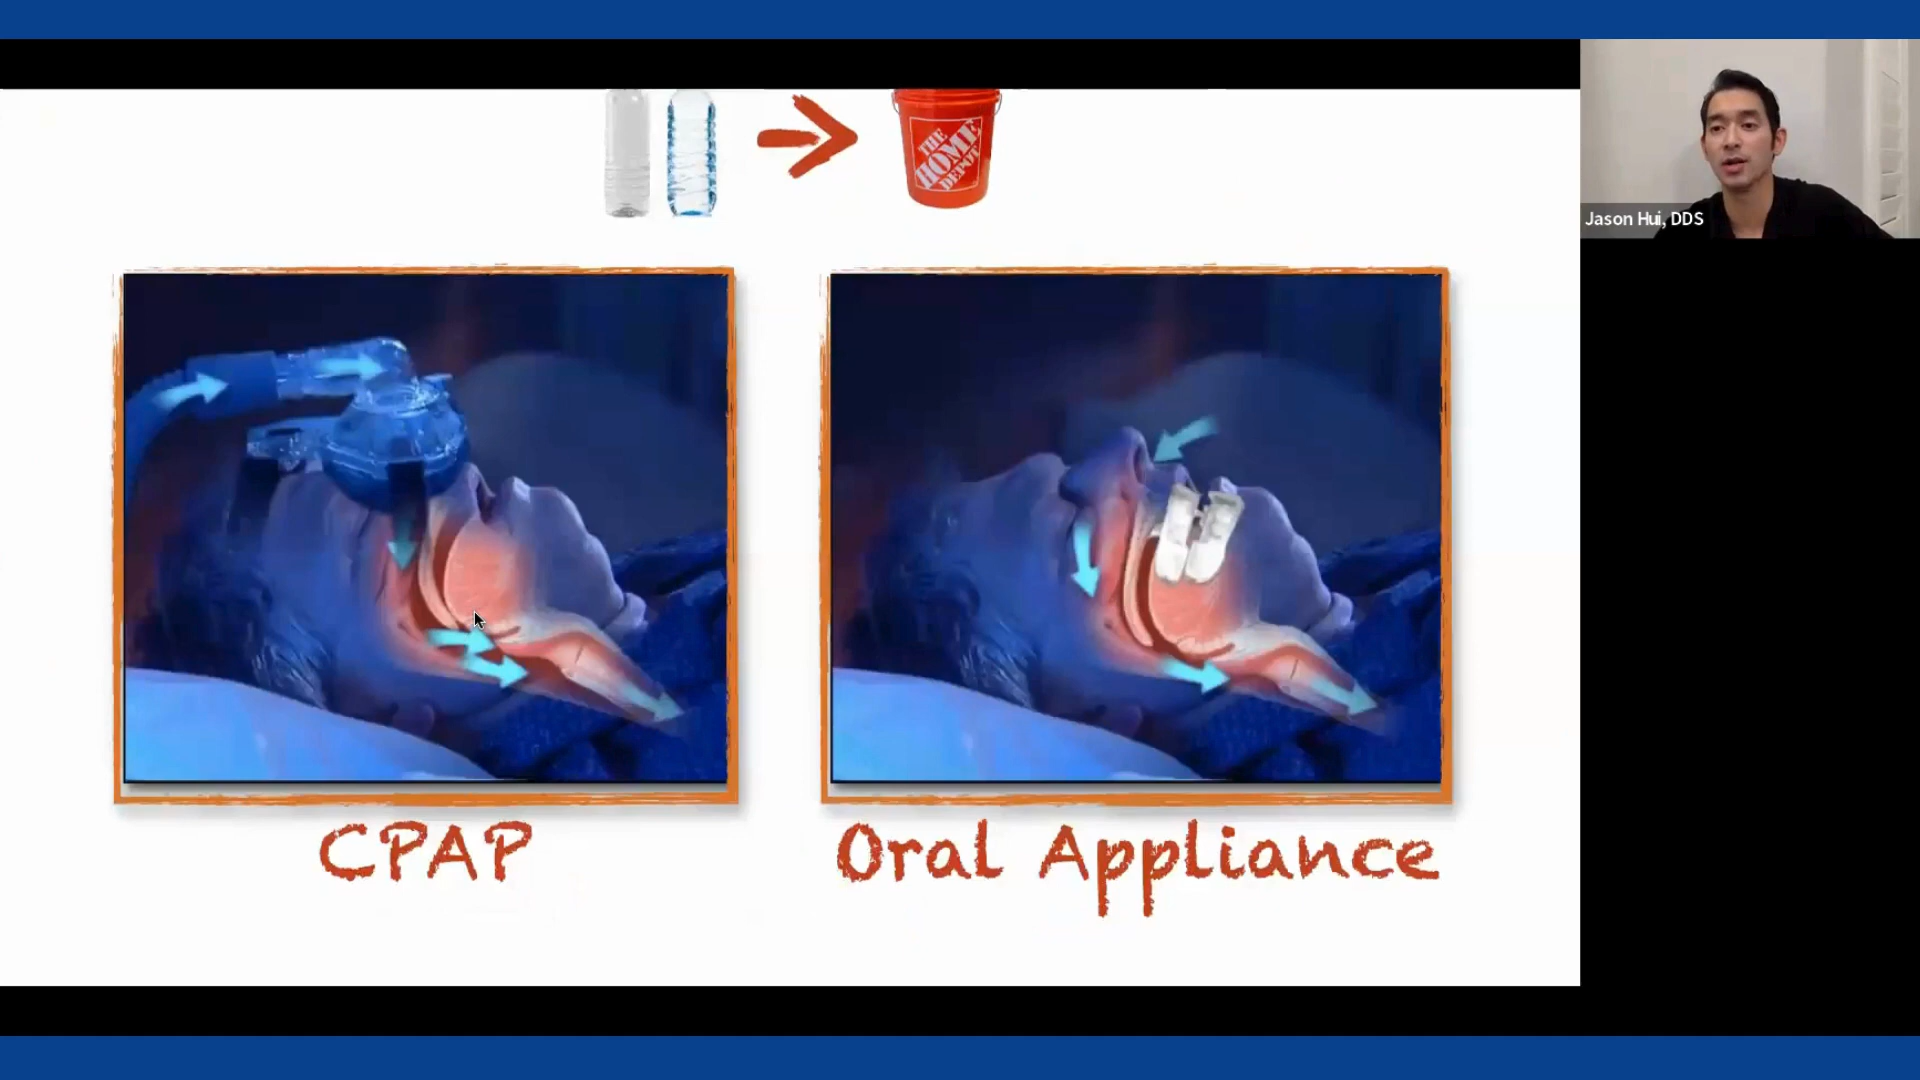 THE
HOME
DEPOT
Jason Hui, DDS
CPAP
Oral Appliance